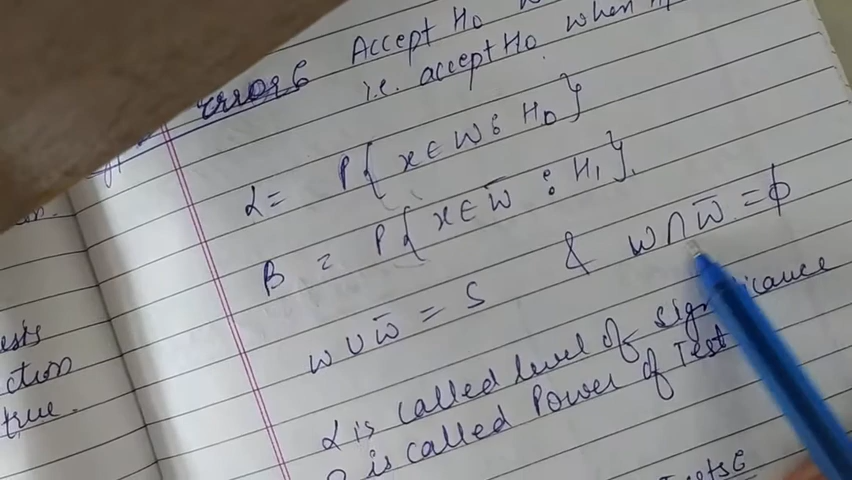 errors Accept H0
i.e. accept H0 when
α = P{x ∈ W : H0}
β = P{x ∈ W̄ : H1}.
W ∪ W̄ = S & W ∩ W̄ = φ
α is called level of significance
is called Power of Test
ction
true.